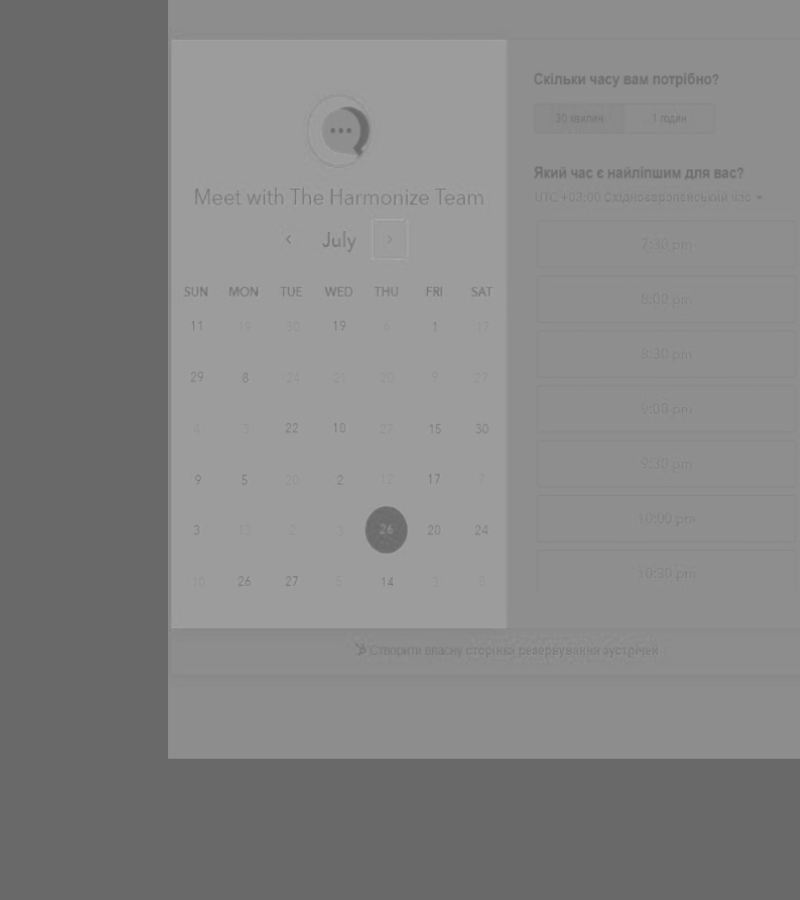 Meet with The Harmonize Team
July
SUN MON TUE WED THU FRI SAT
11 19 30 19 6 1 17
29 8 24 21 20 9 27
4 3 22 10 27 15 30
9 5 20 2 12 17 7
3 13 2 3 26 20 24
10 26 27 5 14 3
Скільки часу вам потрібно?
30 хвилин 1 годин
Який час є найліпшим для вас?
UTC +03:00 Східноєвропейський час
7:30 pm
8:00 pm
8:30 pm
9:00 pm
9:30 pm
10:00 pm
10:30 pm
Створити власну сторінку резервування зустрічей